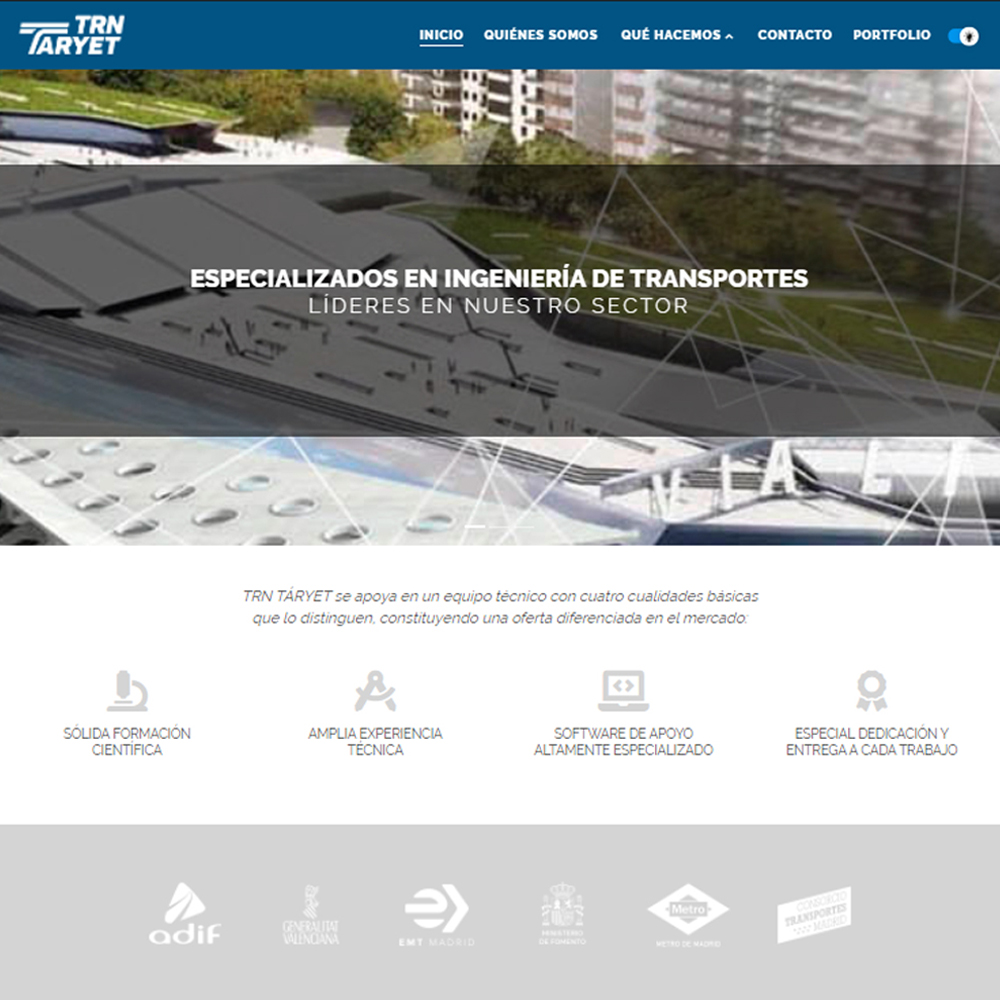 TRN
TARYET
INICIO
QUIÉNES SOMOS
QUÉ HACEMOS
CONTACTO
PORTFOLIO
ESPECIALIZADOS EN INGENIERÍA DE TRANSPORTES
LÍDERES EN NUESTRO SECTOR
VIALI
TRN TÁRYET se apoya en un equipo técnico con cuatro cualidades básicas
que lo distinguen, constituyendo una oferta diferenciada en el mercado:
SÓLIDA FORMACIÓN
CIENTÍFICA
AMPLIA EXPERIENCIA
TÉCNICA
SOFTWARE DE APOYO
ALTAMENTE ESPECIALIZADO
ESPECIAL DEDICACIÓN Y
ENTREGA A CADA TRABAJO
adif
GENERALITAT
VALENCIANA
EMT MADRID
MINISTERIO
DE FOMENTO
Metro
METRO DE MADRID
CONSORCIO
TRANSPORTES
MADRID